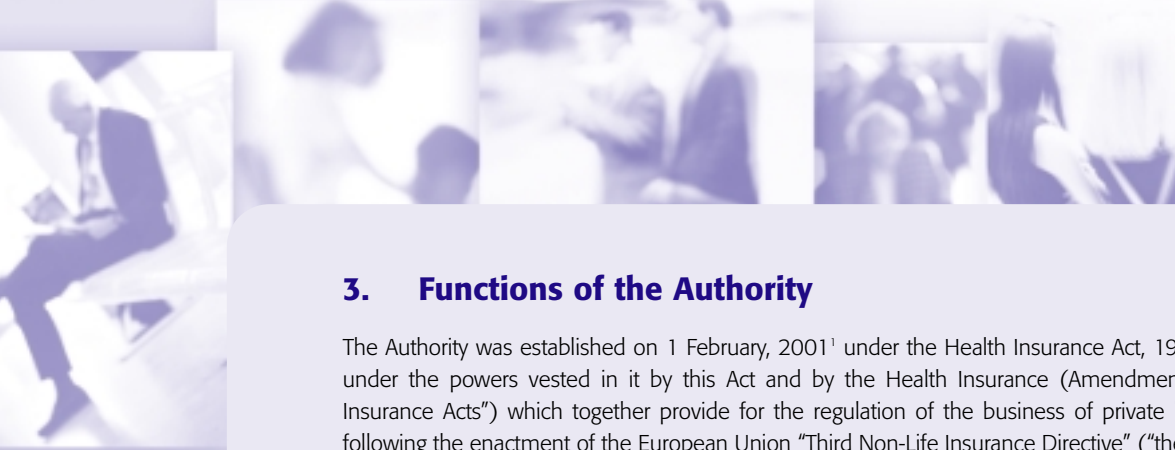 3. Functions of the Authority
The Authority was established on 1 February, 2001¹ under the Health Insurance Act, 19
under the powers vested in it by this Act and by the Health Insurance (Amendmen
Insurance Acts”) which together provide for the regulation of the business of private
following the enactment of the European Union “Third Non-Life Insurance Directive” (“the